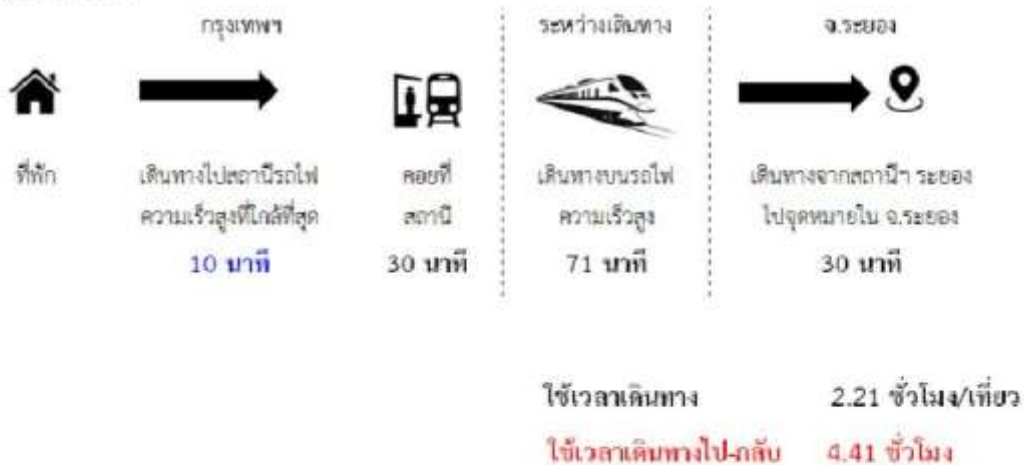 กรุงเทพฯ
ระหว่างเดินทาง
จ.ระยอง
ที่พัก
เดินทางไปสถานีรถไฟ
ความเร็วสูงที่ใกล้ที่สุด
10 นาที
คอยที่
สถานี
30 นาที
เดินทางบนรถไฟ
ความเร็วสูง
71 นาที
เดินทางจากสถานีฯ ระยอง
ไปจุดหมายใน จ.ระยอง
30 นาที
ใช้เวลาเดินทาง 2.21 ชั่วโมง/เที่ยว
ใช้เวลาเดินทางไป-กลับ 4.41 ชั่วโมง